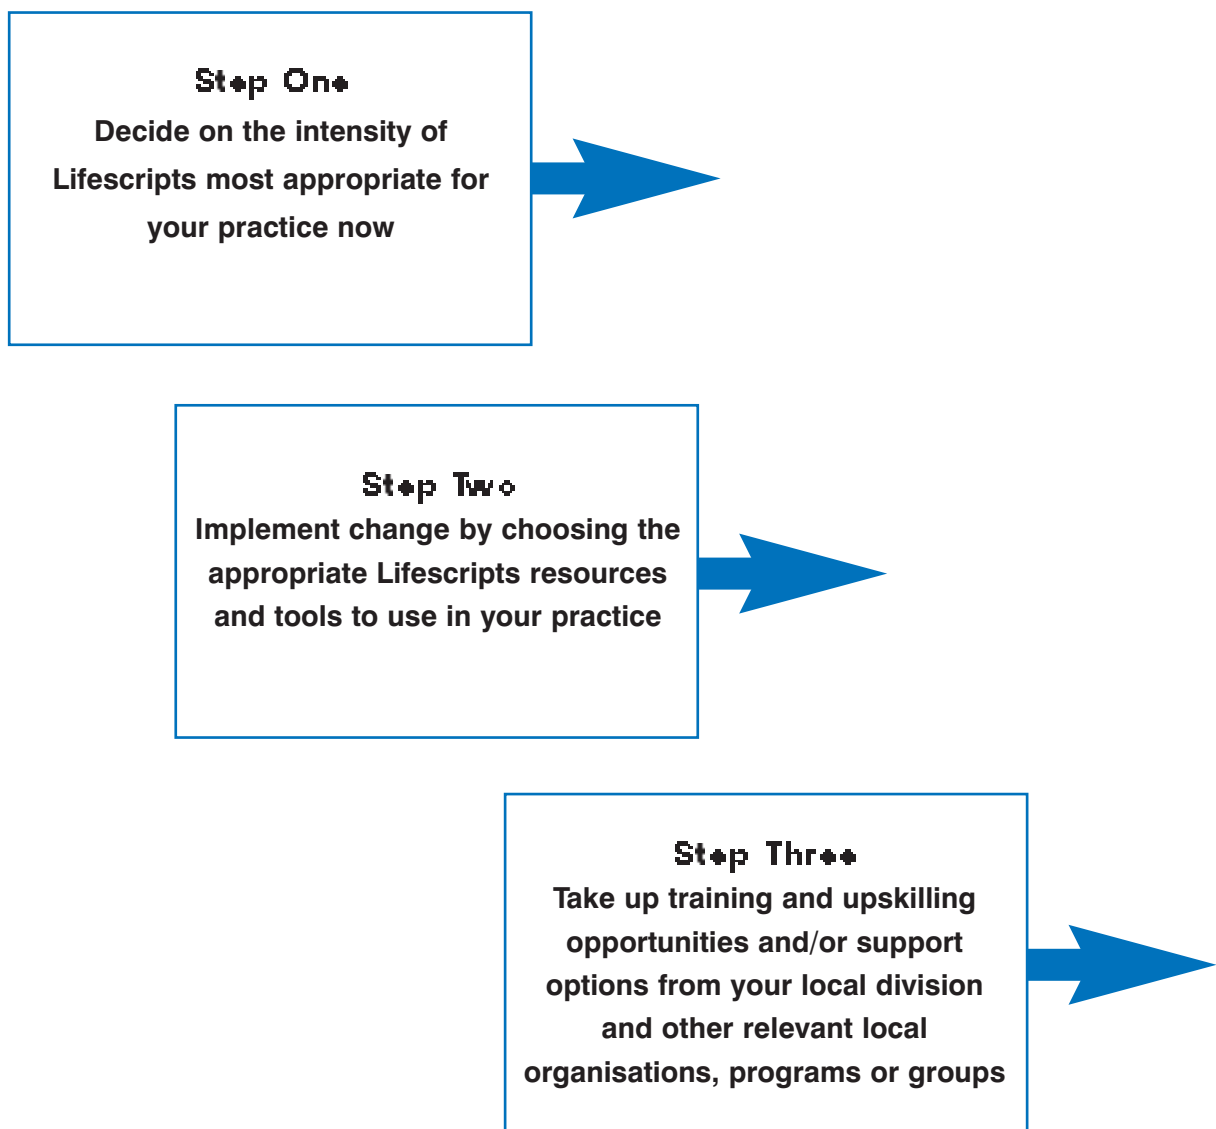 Step One
Decide on the intensity of
Lifescripts most appropriate for
your practice now
Step Two
Implement change by choosing the
appropriate Lifescripts resources
and tools to use in your practice
Step Three
Take up training and upskilling
opportunities and/or support
options from your local division
and other relevant local
organisations, programs or groups